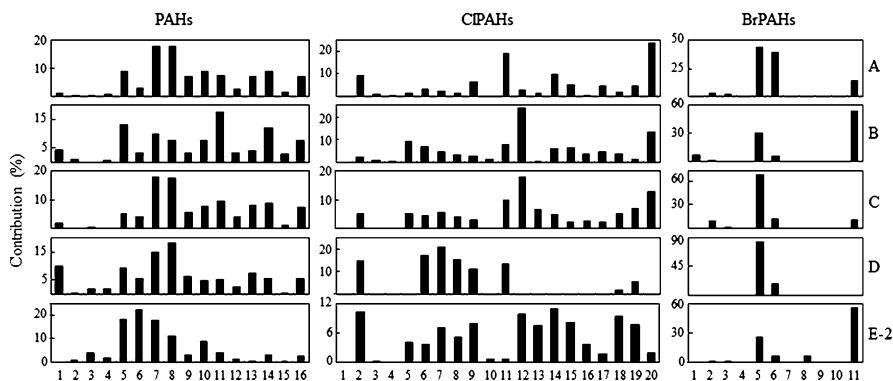 PAHs ClPAHs BrPAHs
20 20 50 A
10 10 25
15 20 60 B
10 10 30
5
20 20 60 C
10 10 30
15 20 90 D
10 10 45
5
20 12 60 E-2
10 6 30
0 0 0
1 2 3 4 5 6 7 8 9 10 11 12 13 14 15 16 1 2 3 4 5 6 7 8 9 10 11 12 13 14 15 16 17 18 19 20 1 2 3 4 5 6 7 8 9 10 11
Contribution (%)